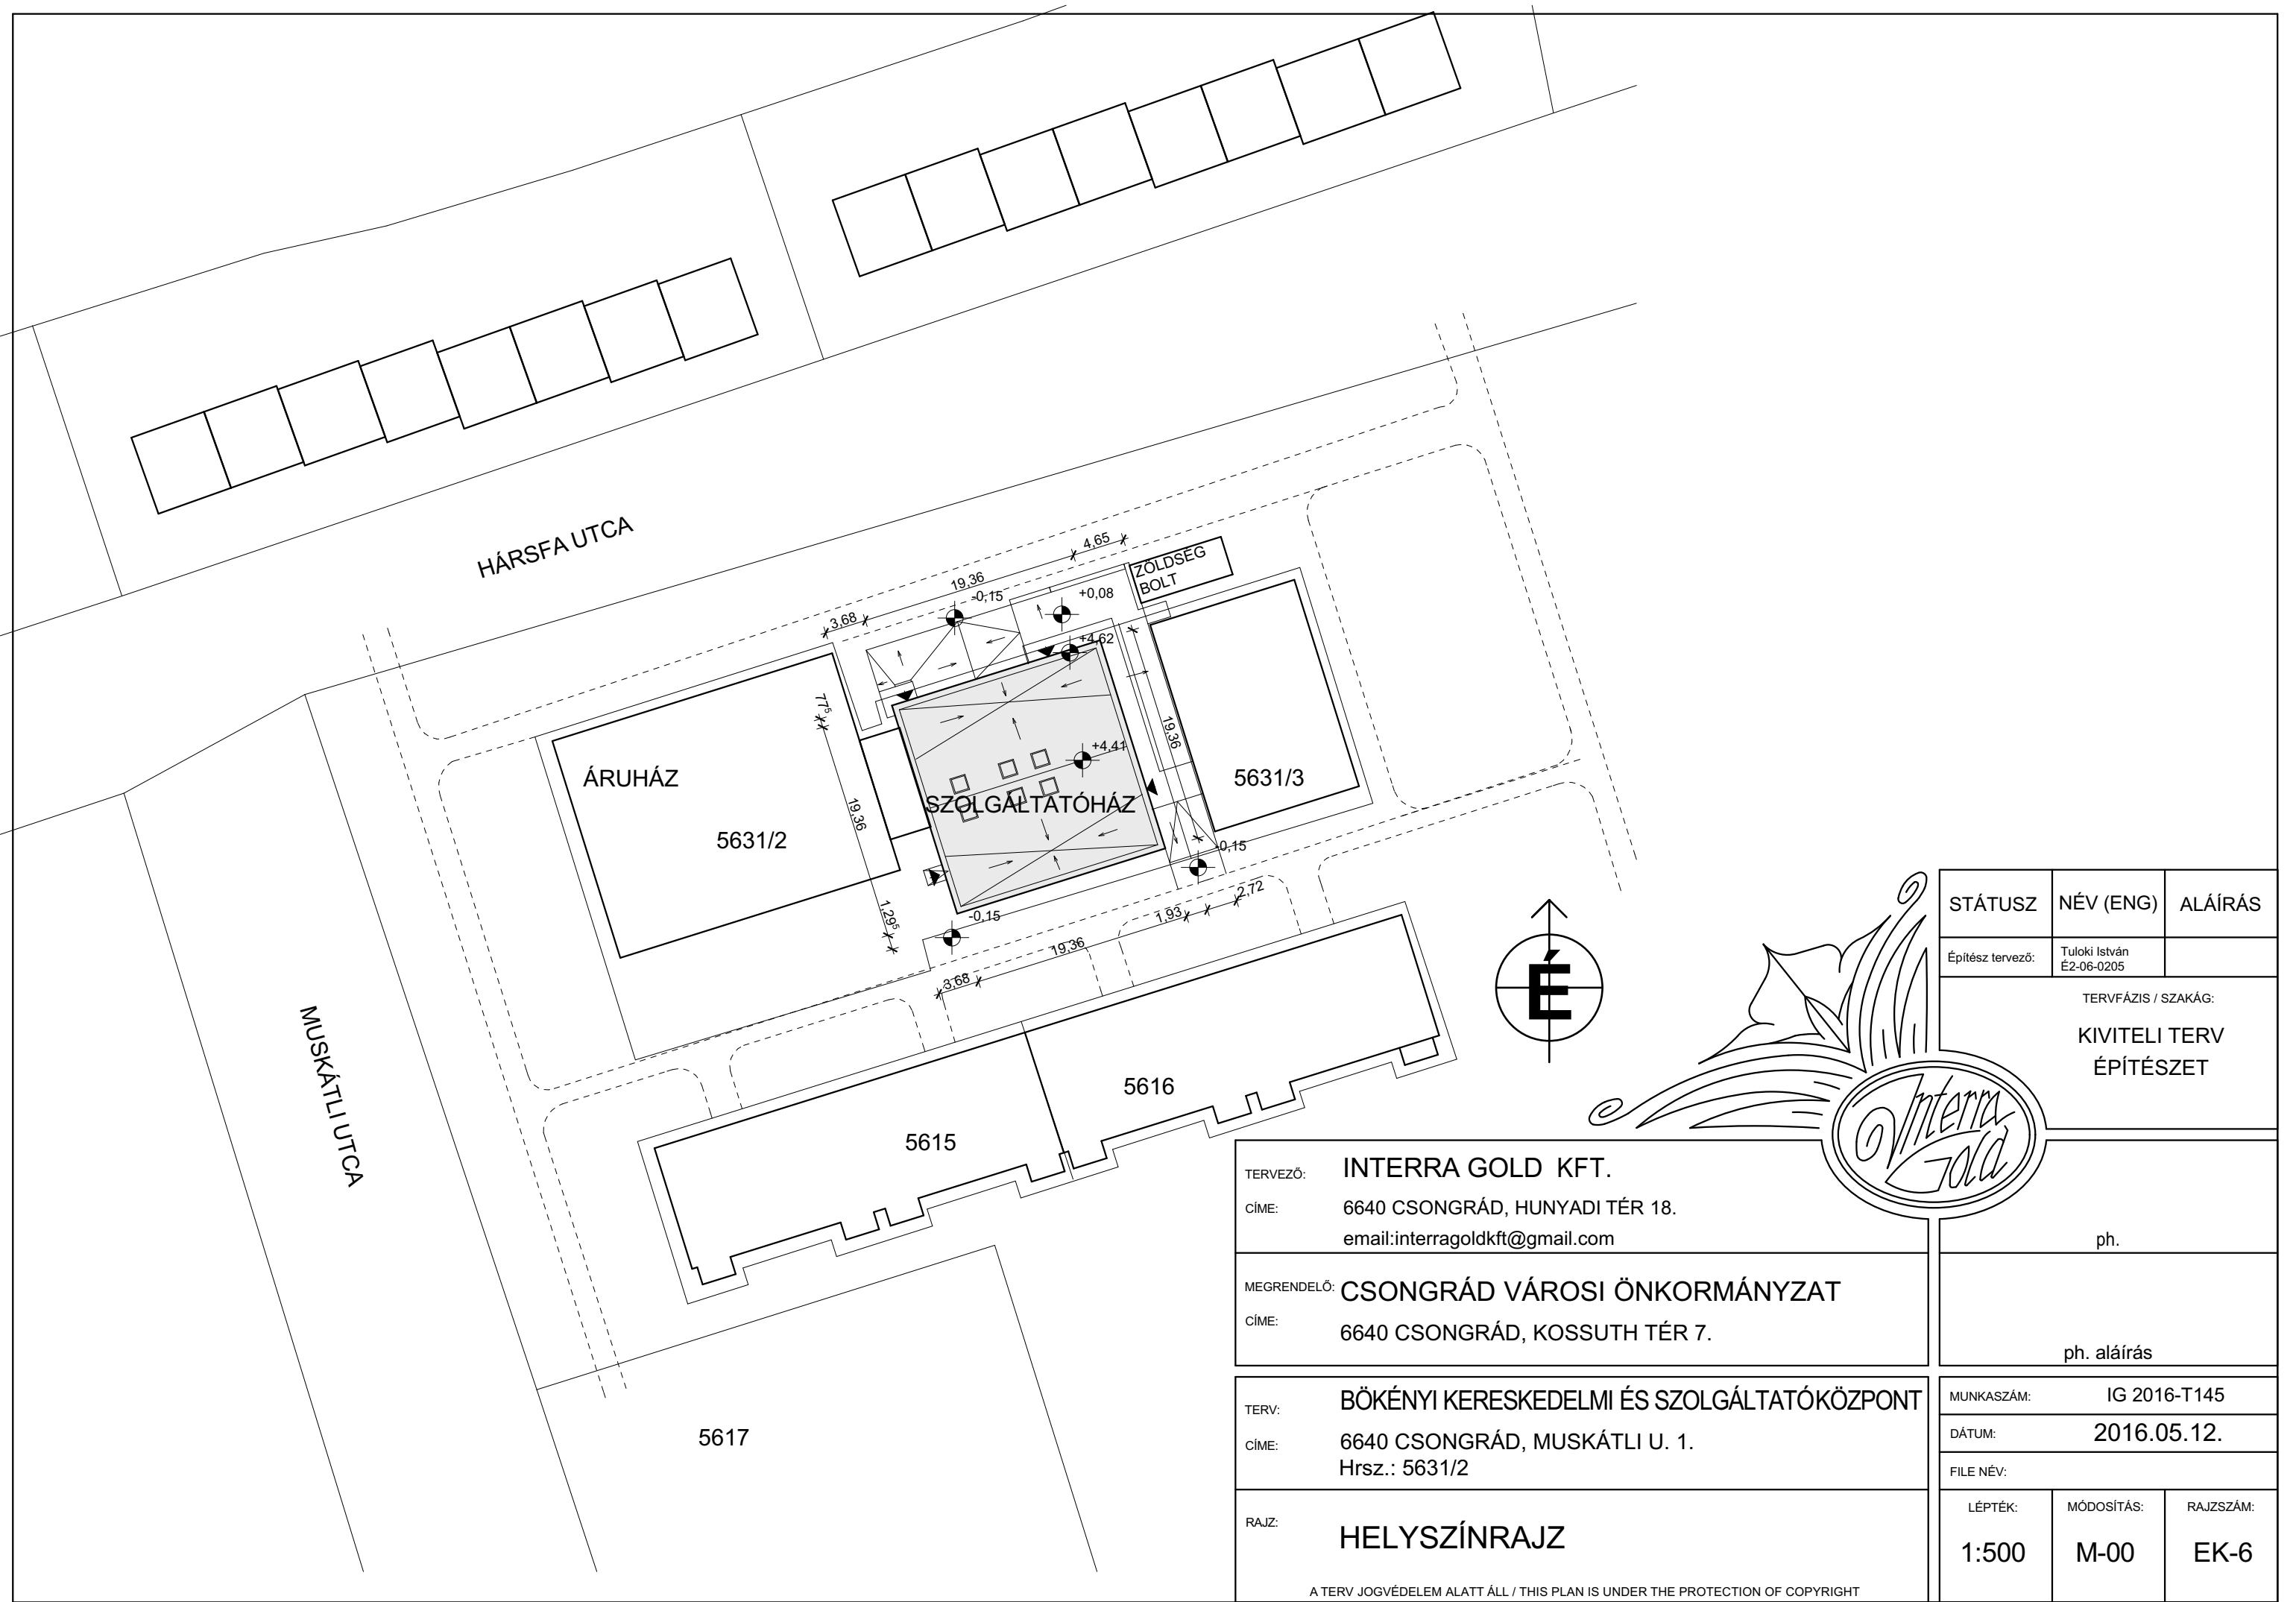 HÁRSFA UTCA
4,65
ZÖLDSÉG
BOLT
19,36
-0,15
+0,08
3,68
+4,62
77⁵
19,36
+4,41
ÁRUHÁZ
5631/3
SZOLGÁLTATÓHÁZ
19,36
5631/2
-0,15
2,72
1,93
1,29⁵
-0,15
19,36
3,68
MUSKÁTLI UTCA
5616
5615
5617
É
STÁTUSZ NÉV (ENG) ALÁÍRÁS
Építész tervező: Tuloki István
É2-06-0205
TERVFÁZIS / SZAKÁG:
KIVITELI TERV
ÉPÍTÉSZET
Interra
Gold
TERVEZŐ: INTERRA GOLD KFT.
CÍME: 6640 CSONGRÁD, HUNYADI TÉR 18.
email:interragoldkft@gmail.com
ph.
MEGRENDELŐ: CSONGRÁD VÁROSI ÖNKORMÁNYZAT
CÍME: 6640 CSONGRÁD, KOSSUTH TÉR 7.
ph. aláírás
TERV: BÖKÉNYI KERESKEDELMI ÉS SZOLGÁLTATÓKÖZPONT
CÍME: 6640 CSONGRÁD, MUSKÁTLI U. 1.
Hrsz.: 5631/2
MUNKASZÁM: IG 2016-T145
DÁTUM: 2016.05.12.
FILE NÉV:
RAJZ: HELYSZÍNRAJZ
LÉPTÉK: MÓDOSÍTÁS: RAJZSZÁM:
1:500 M-00 EK-6
A TERV JOGVÉDELEM ALATT ÁLL / THIS PLAN IS UNDER THE PROTECTION OF COPYRIGHT